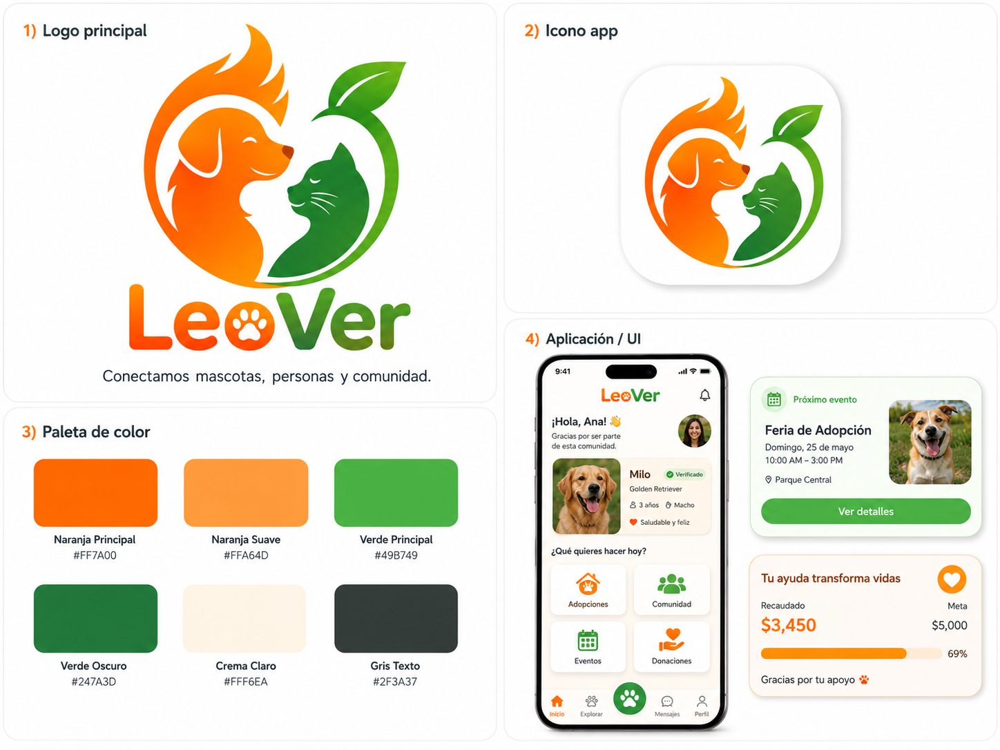 1) Logo principal
LeoVer
Conectamos mascotas, personas y comunidad.
2) Icono app
3) Paleta de color
Naranja Principal
#FF7A00
Naranja Suave
#FFA64D
Verde Principal
#49B749
Verde Oscuro
#247A3D
Crema Claro
#FFF6EA
Gris Texto
#2F3A37
4) Aplicación / UI
9:41
LeoVer
¡Hola, Ana! 👋
Gracias por ser parte
de esta comunidad.
Milo
Verificado
Golden Retriever
3 años
Macho
Saludable y feliz
¿Qué quieres hacer hoy?
Adopciones
Comunidad
Eventos
Donaciones
Inicio
Explorar
Mensajes
Perfil
Próximo evento
Feria de Adopción
Domingo, 25 de mayo
10:00 AM – 3:00 PM
Parque Central
Ver detalles
Tu ayuda transforma vidas
Recaudado
Meta
$3,450
$5,000
69%
Gracias por tu apoyo